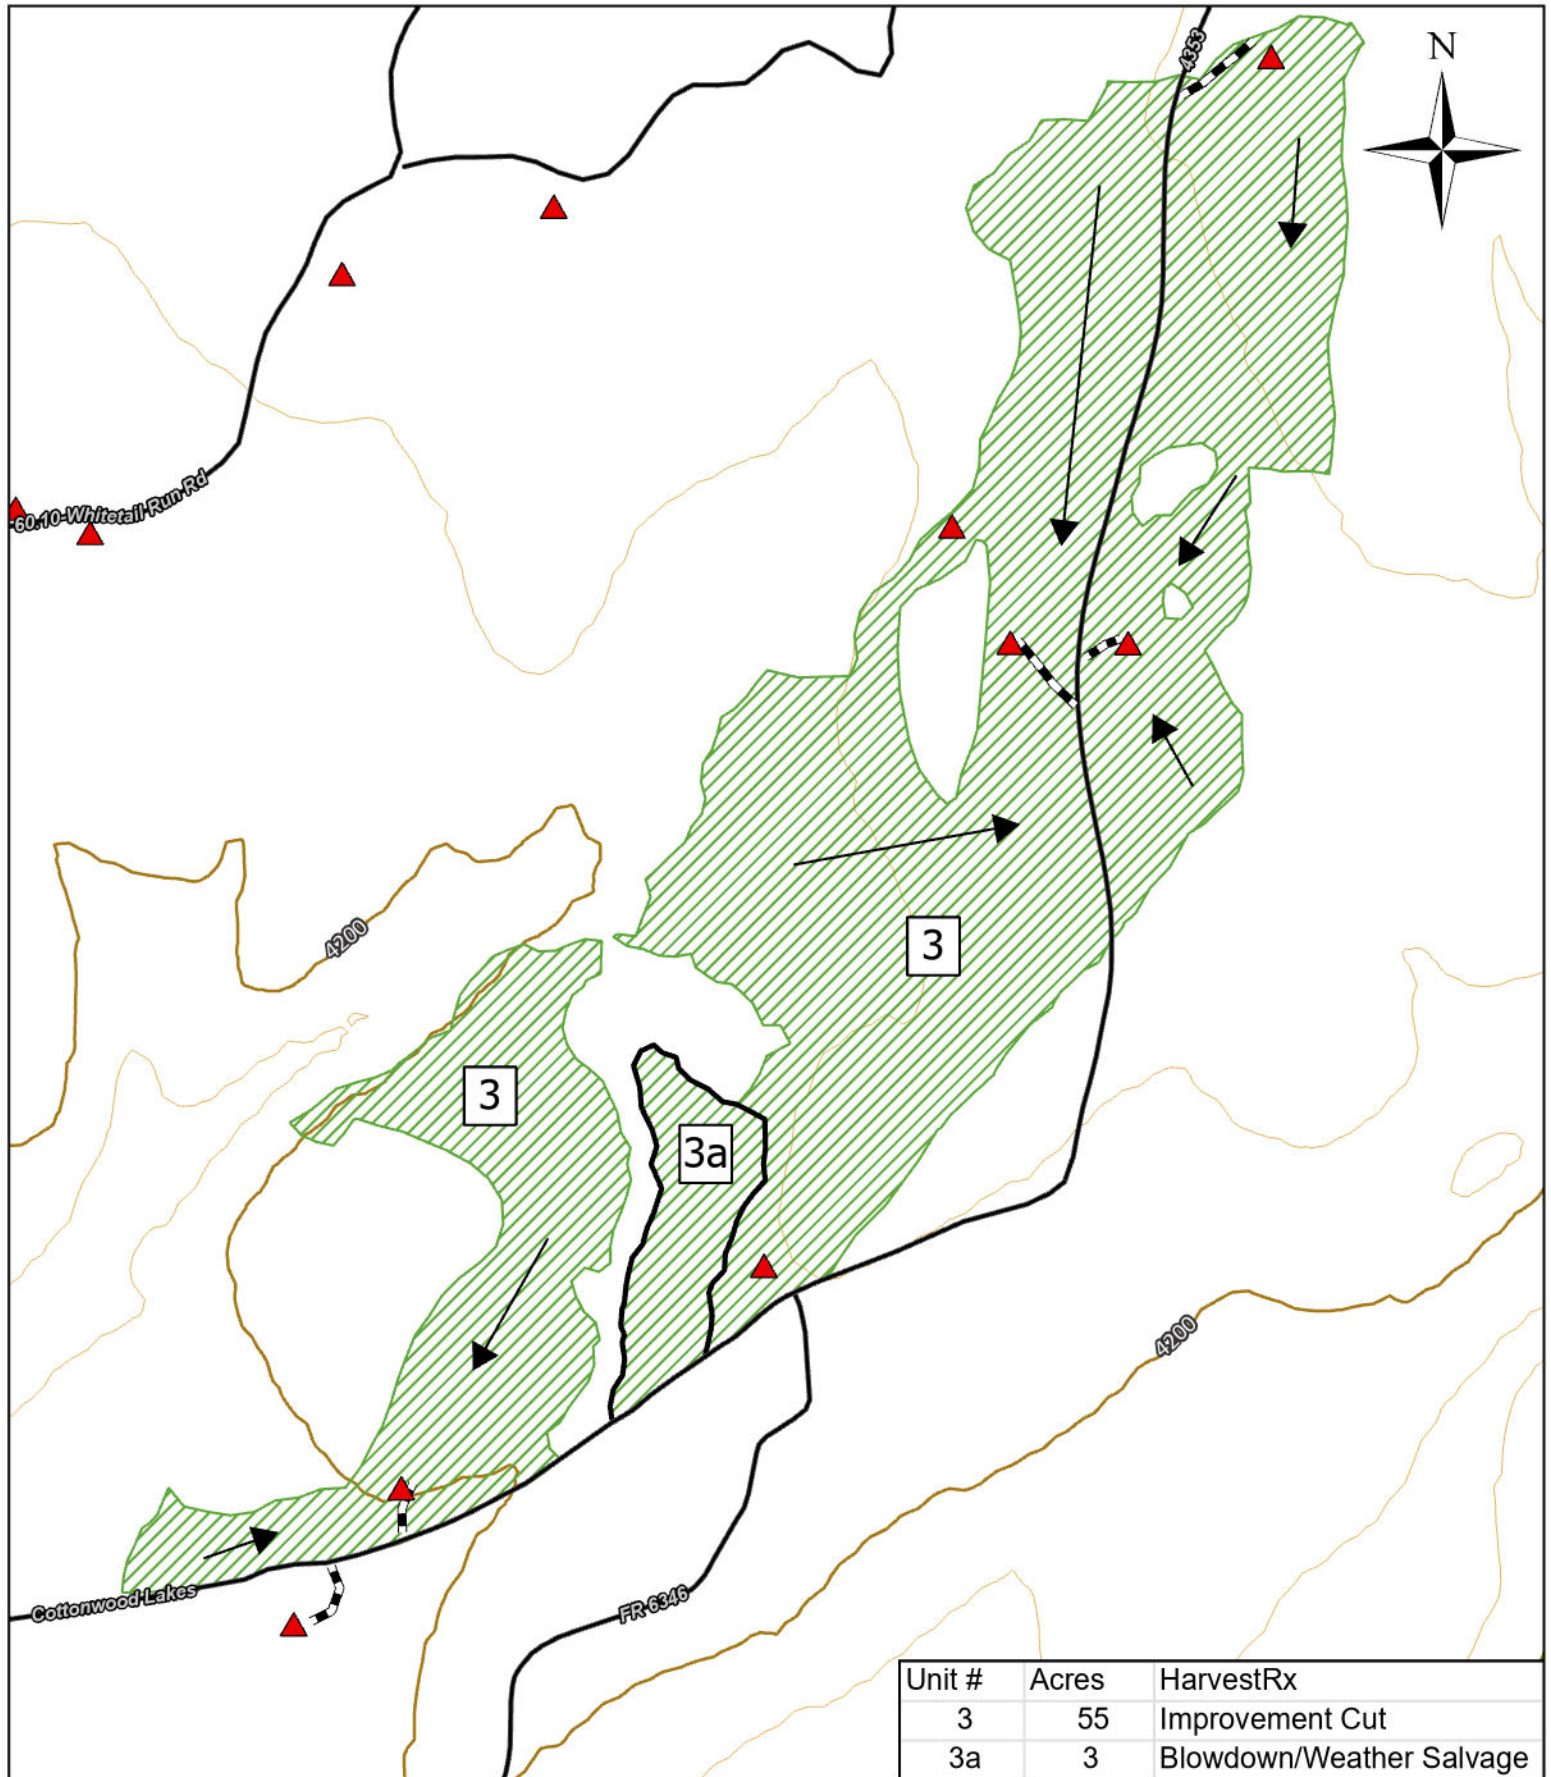 4353
N
60.10-Whitetail Run Rd
4200
3
3
3a
4200
Cottonwood Lakes
FR 6346
Unit # Acres HarvestRx
3 55 Improvement Cut
3a 3 Blowdown/Weather Salvage